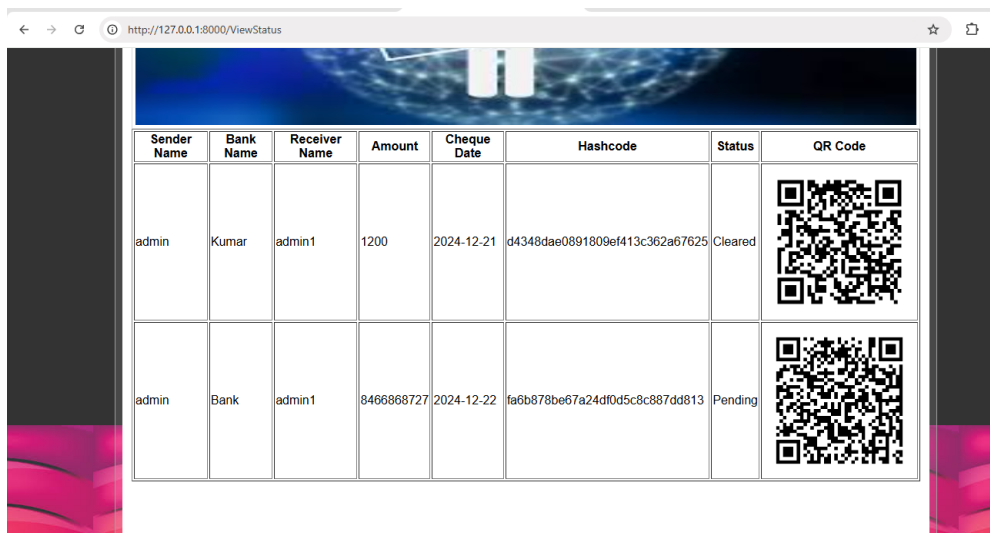 http://127.0.0.1:8000/ViewStatus
Sender Name Bank Name Receiver Name Amount Cheque Date Hashcode Status QR Code
admin Kumar admin1 1200 2024-12-21 d4348dae0891809ef413c362a67625 Cleared
admin Bank admin1 8466868727 2024-12-22 fa6b878be67a24df0d5c8c887dd813 Pending